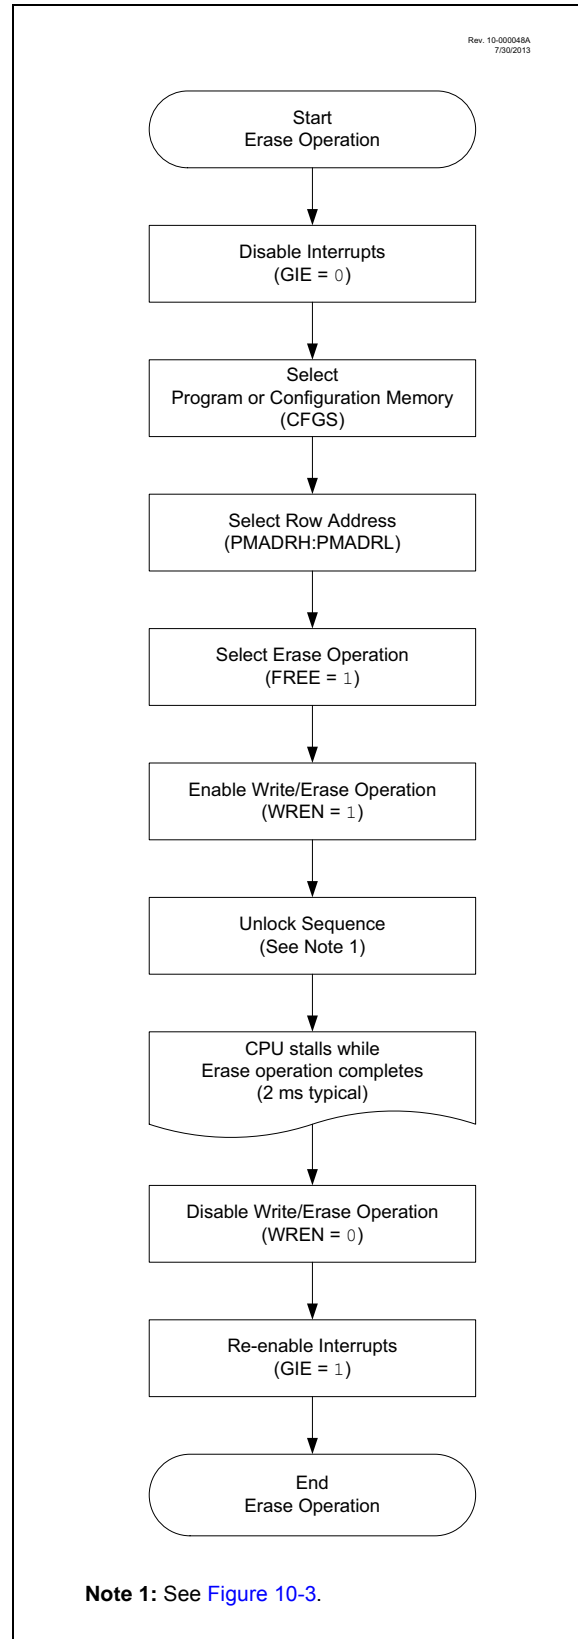 Rev. 10-000048A
7/30/2013
Start
Erase Operation
Disable Interrupts
(GIE = 0)
Select
Program or Configuration Memory
(CFGS)
Select Row Address
(PMADRH:PMADRL)
Select Erase Operation
(FREE = 1)
Enable Write/Erase Operation
(WREN = 1)
Unlock Sequence
(See Note 1)
CPU stalls while
Erase operation completes
(2 ms typical)
Disable Write/Erase Operation
(WREN = 0)
Re-enable Interrupts
(GIE = 1)
End
Erase Operation
Note 1: See Figure 10-3.